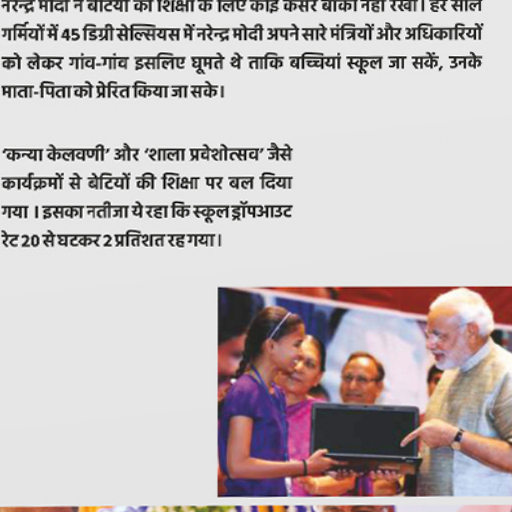 नरेन्द्र मोदी ने बेटियों की शिक्षा के लिए कोई कसर बाकी नहीं रखी। हर साल
गर्मियों में 45 डिग्री सेल्सियस में नरेन्द्र मोदी अपने सारे मंत्रियों और अधिकारियों
को लेकर गांव-गांव इसलिए घूमते थे ताकि बच्चियां स्कूल जा सकें, उनके
माता-पिता को प्रेरित किया जा सके।
‘कन्या केलवणी’ और ‘शाला प्रवेशोत्सव’ जैसे
कार्यक्रमों से बेटियों की शिक्षा पर बल दिया
गया । इसका नतीजा ये रहा कि स्कूल ड्रॉपआउट
रेट 20 से घटकर 2 प्रतिशत रह गया।